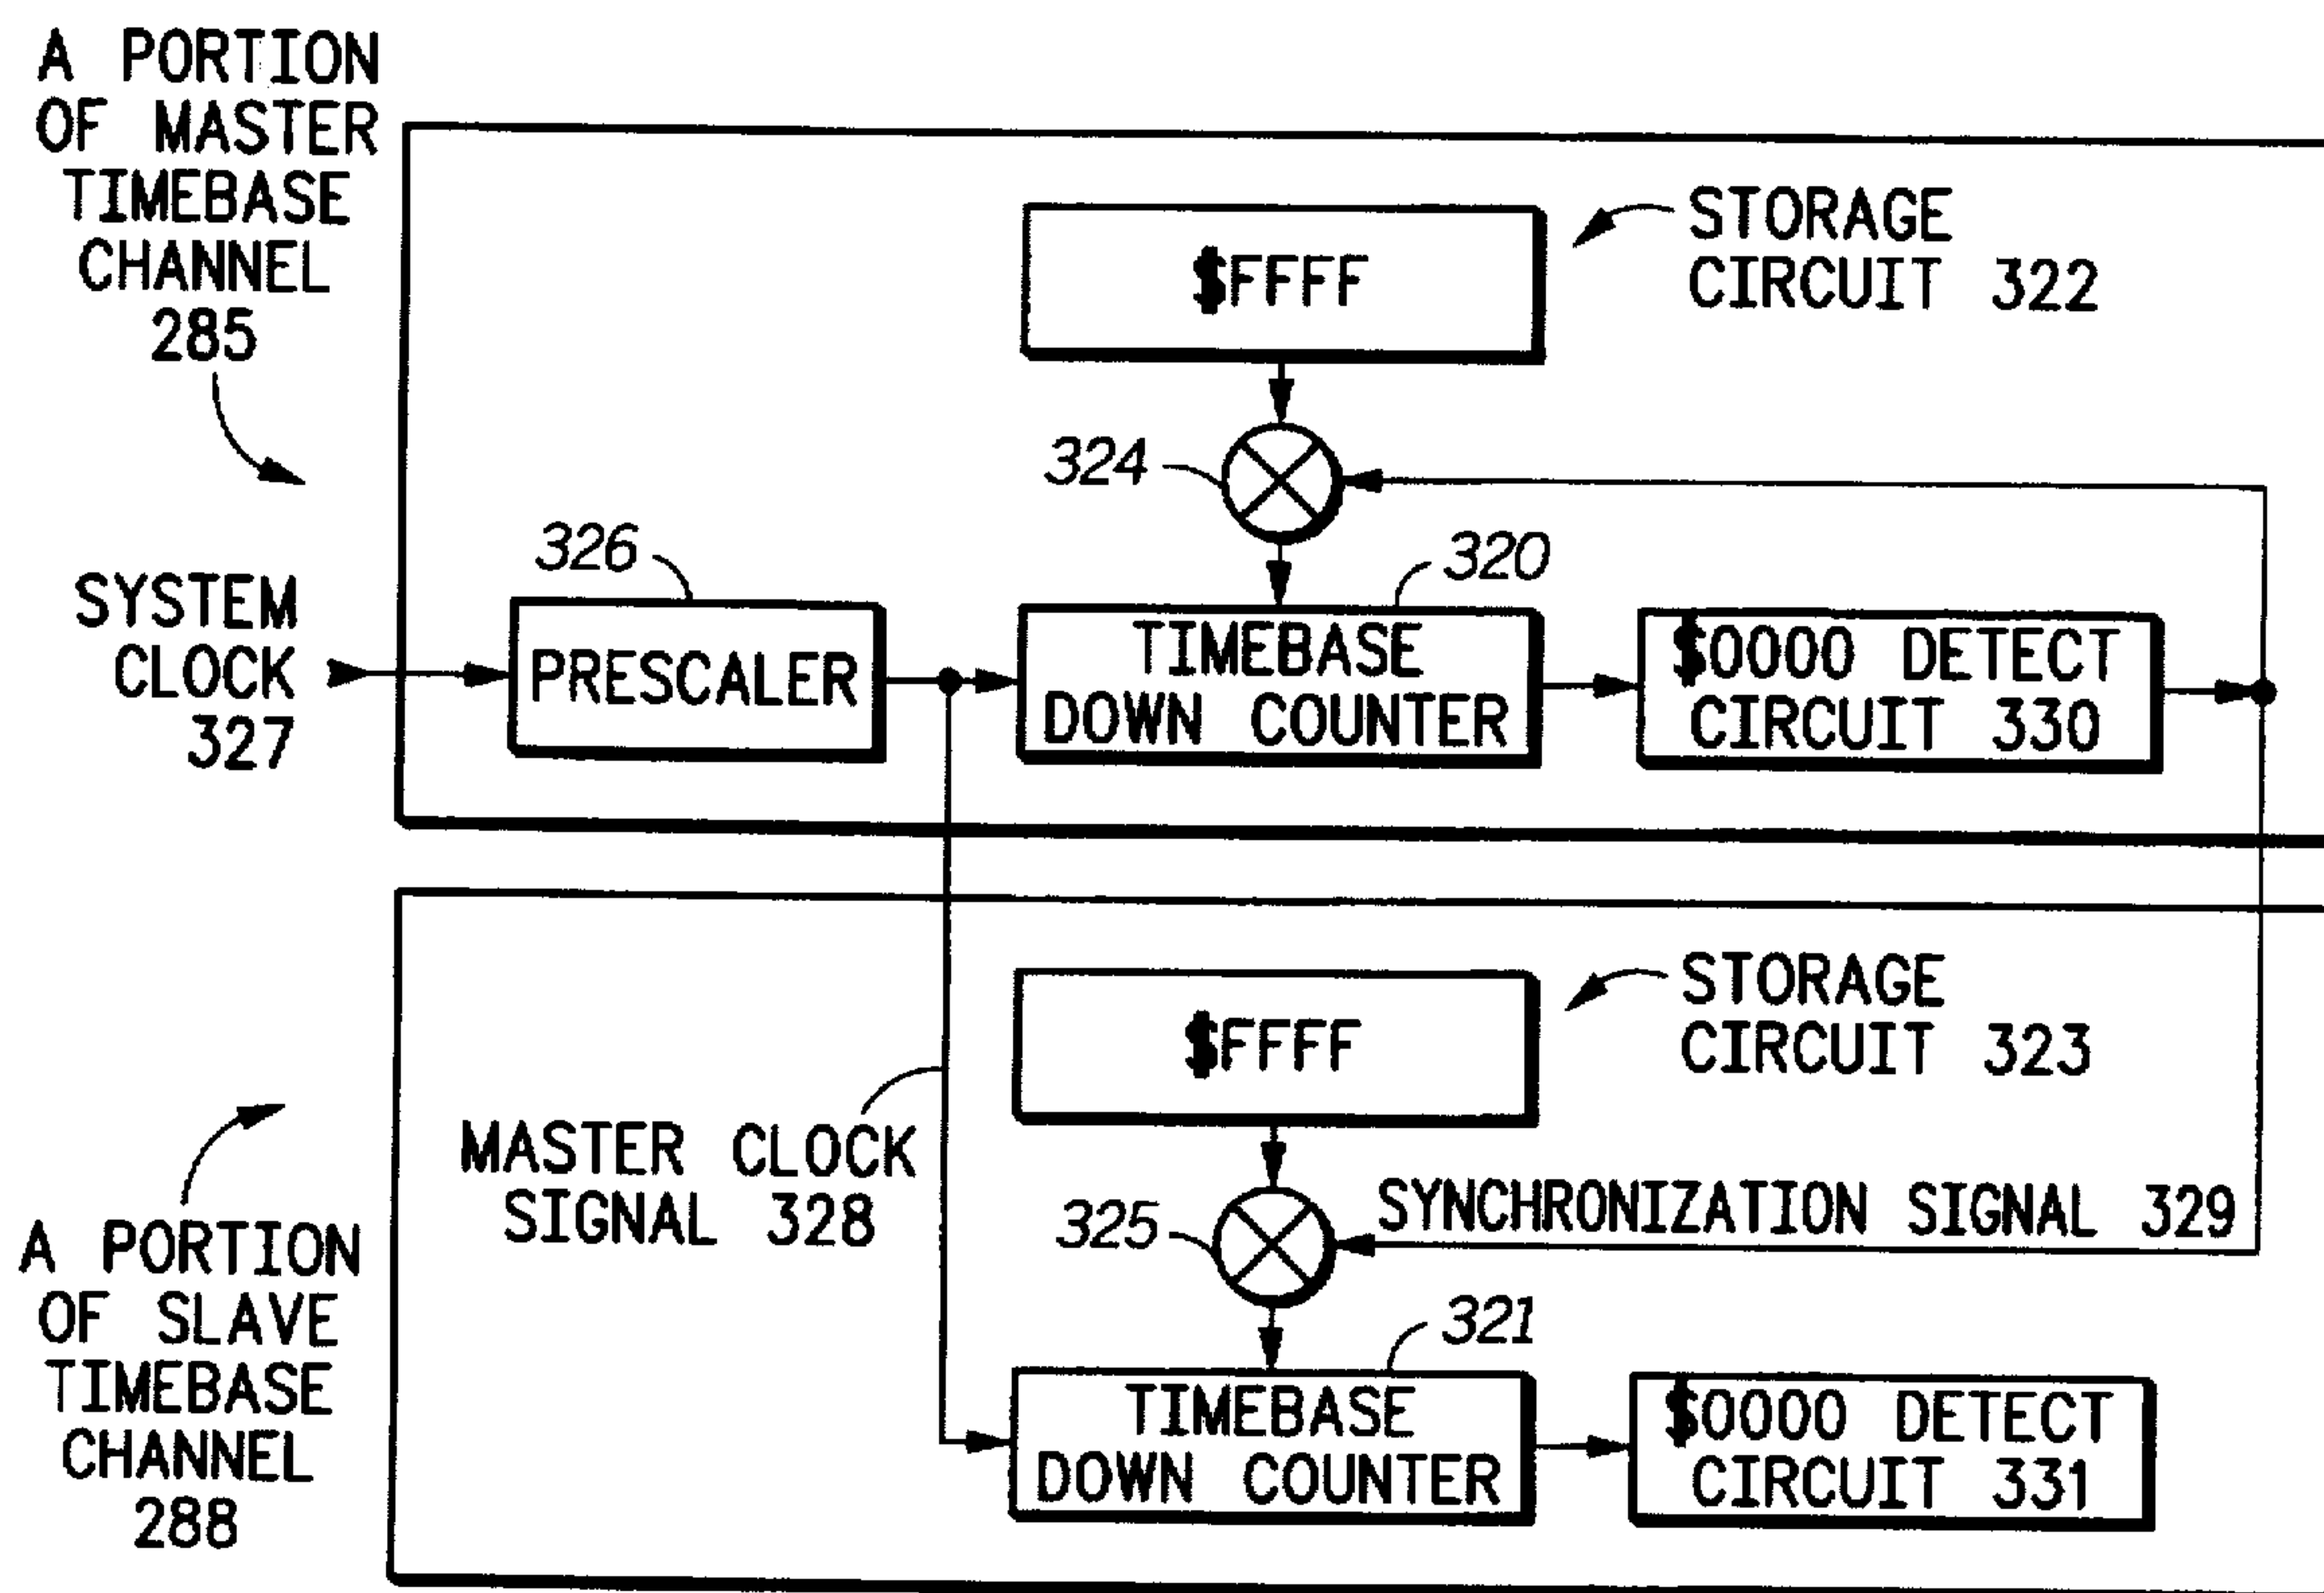 A PORTION
OF MASTER
TIMEBASE
CHANNEL
285
$FFFF
STORAGE
CIRCUIT 322
324
326
320
SYSTEM
CLOCK
327
PRESCALER
TIMEBASE
DOWN COUNTER
$0000 DETECT
CIRCUIT 330
$FFFF
STORAGE
CIRCUIT 323
MASTER CLOCK
SIGNAL 328
325
SYNCHRONIZATION SIGNAL 329
321
A PORTION
OF SLAVE
TIMEBASE
CHANNEL
288
TIMEBASE
DOWN COUNTER
$0000 DETECT
CIRCUIT 331